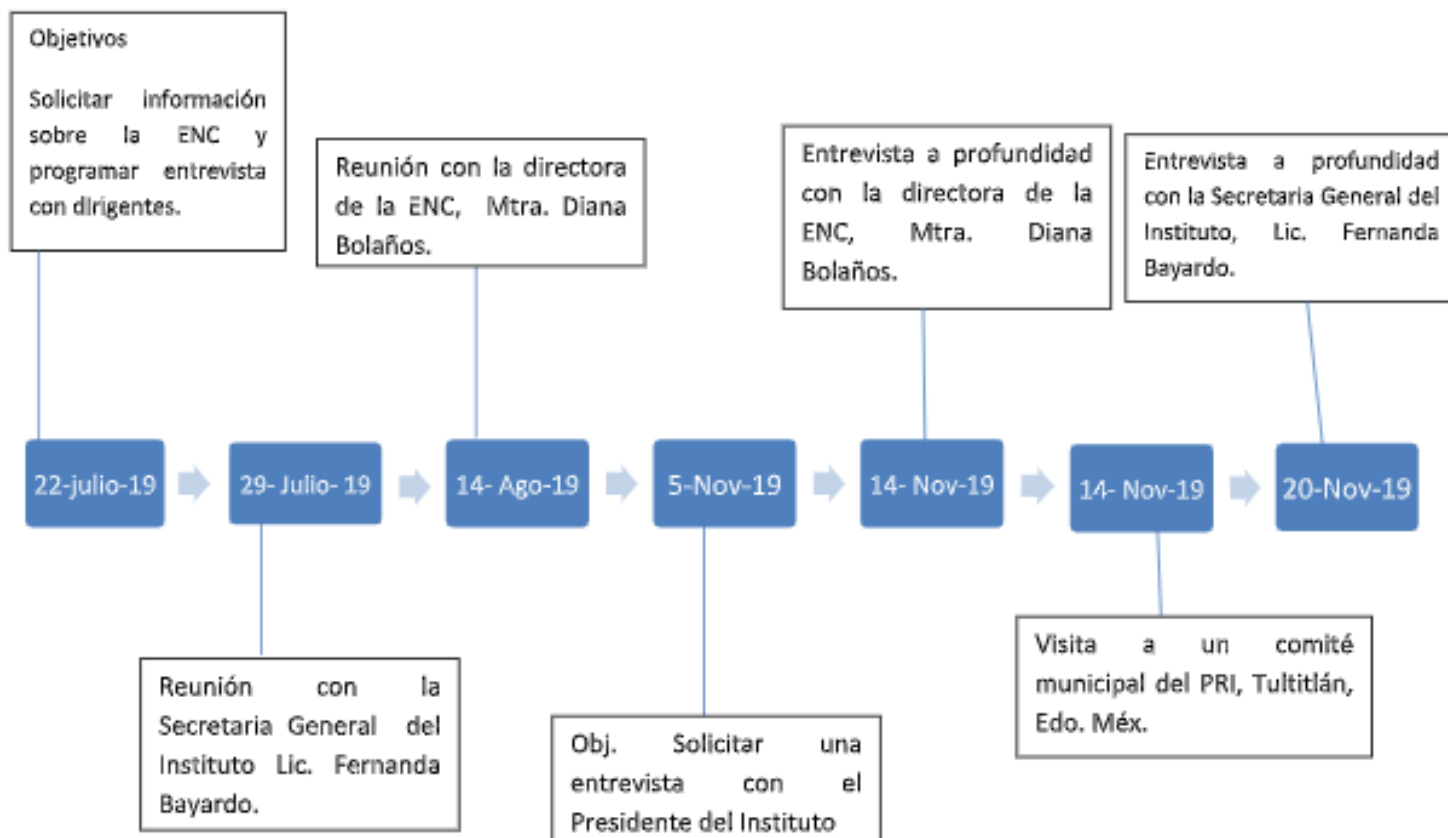 Objetivos
Solicitar información
sobre la ENC y
programar entrevista
con dirigentes.
Reunión con la directora
de la ENC, Mtra. Diana
Bolaños.
Entrevista a profundidad
con la directora de la
ENC, Mtra. Diana
Bolaños.
Entrevista a profundidad
con la Secretaria General del
Instituto, Lic. Fernanda
Bayardo.
22-julio-19
29- Julio- 19
14- Ago-19
5-Nov-19
14- Nov-19
14- Nov-19
20-Nov-19
Reunión con la
Secretaria General del
Instituto Lic. Fernanda
Bayardo.
Obj. Solicitar una
entrevista con el
Presidente del Instituto
Visita a un comité
municipal del PRI, Tultitlán,
Edo. Méx.